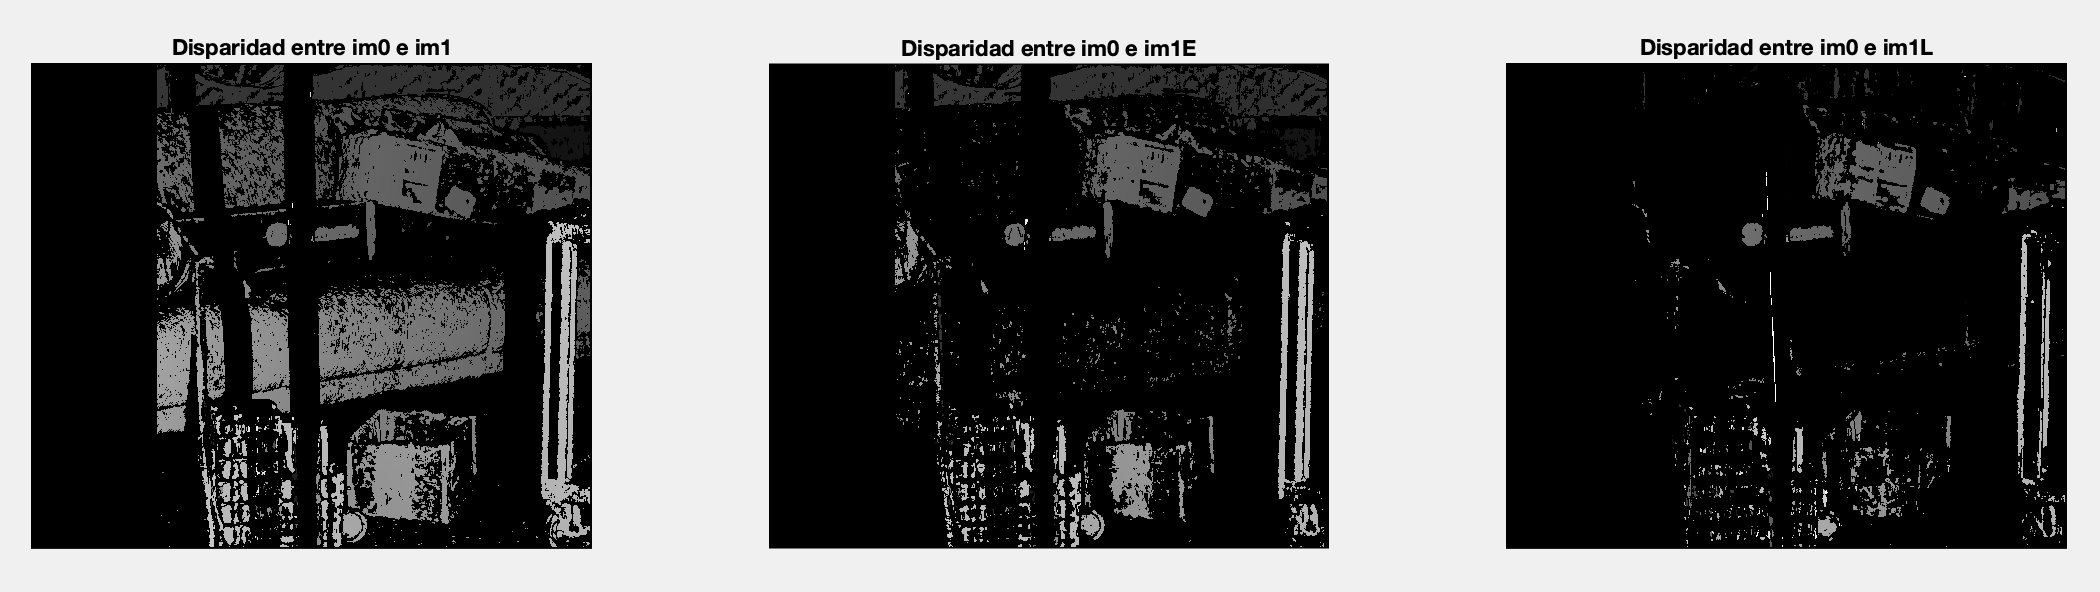 Disparidad entre im0 e im1
Disparidad entre im0 e im1E
Disparidad entre im0 e im1L